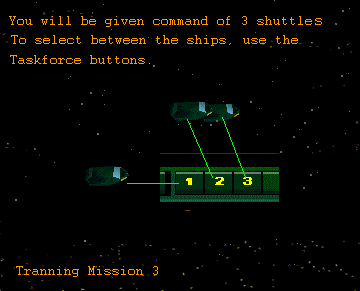 You will be given command of 3 shuttles
To select between the ships, use the
Taskforce buttons.
1 2 3
Tranning Mission 3